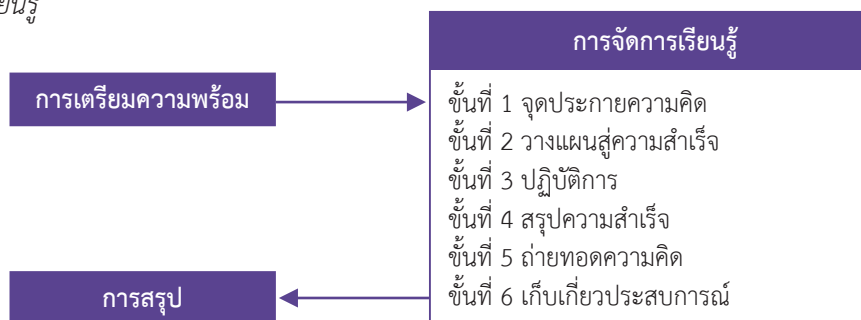 ยนรู้
การจัดการเรียนรู้
การเตรียมความพร้อม
ขั้นที่ 1 จุดประกายความคิด
ขั้นที่ 2 วางแผนสู่ความสำเร็จ
ขั้นที่ 3 ปฏิบัติการ
ขั้นที่ 4 สรุปความสำเร็จ
ขั้นที่ 5 ถ่ายทอดความคิด
ขั้นที่ 6 เก็บเกี่ยวประสบการณ์
การสรุป